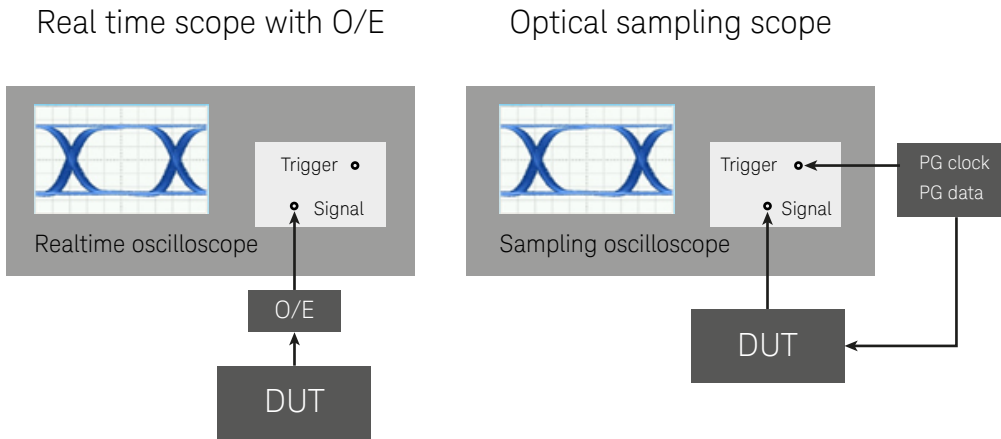 Real time scope with O/E
Trigger
Signal
Realtime oscilloscope
O/E
DUT
Optical sampling scope
Trigger
Signal
Sampling oscilloscope
PG clock
PG data
DUT